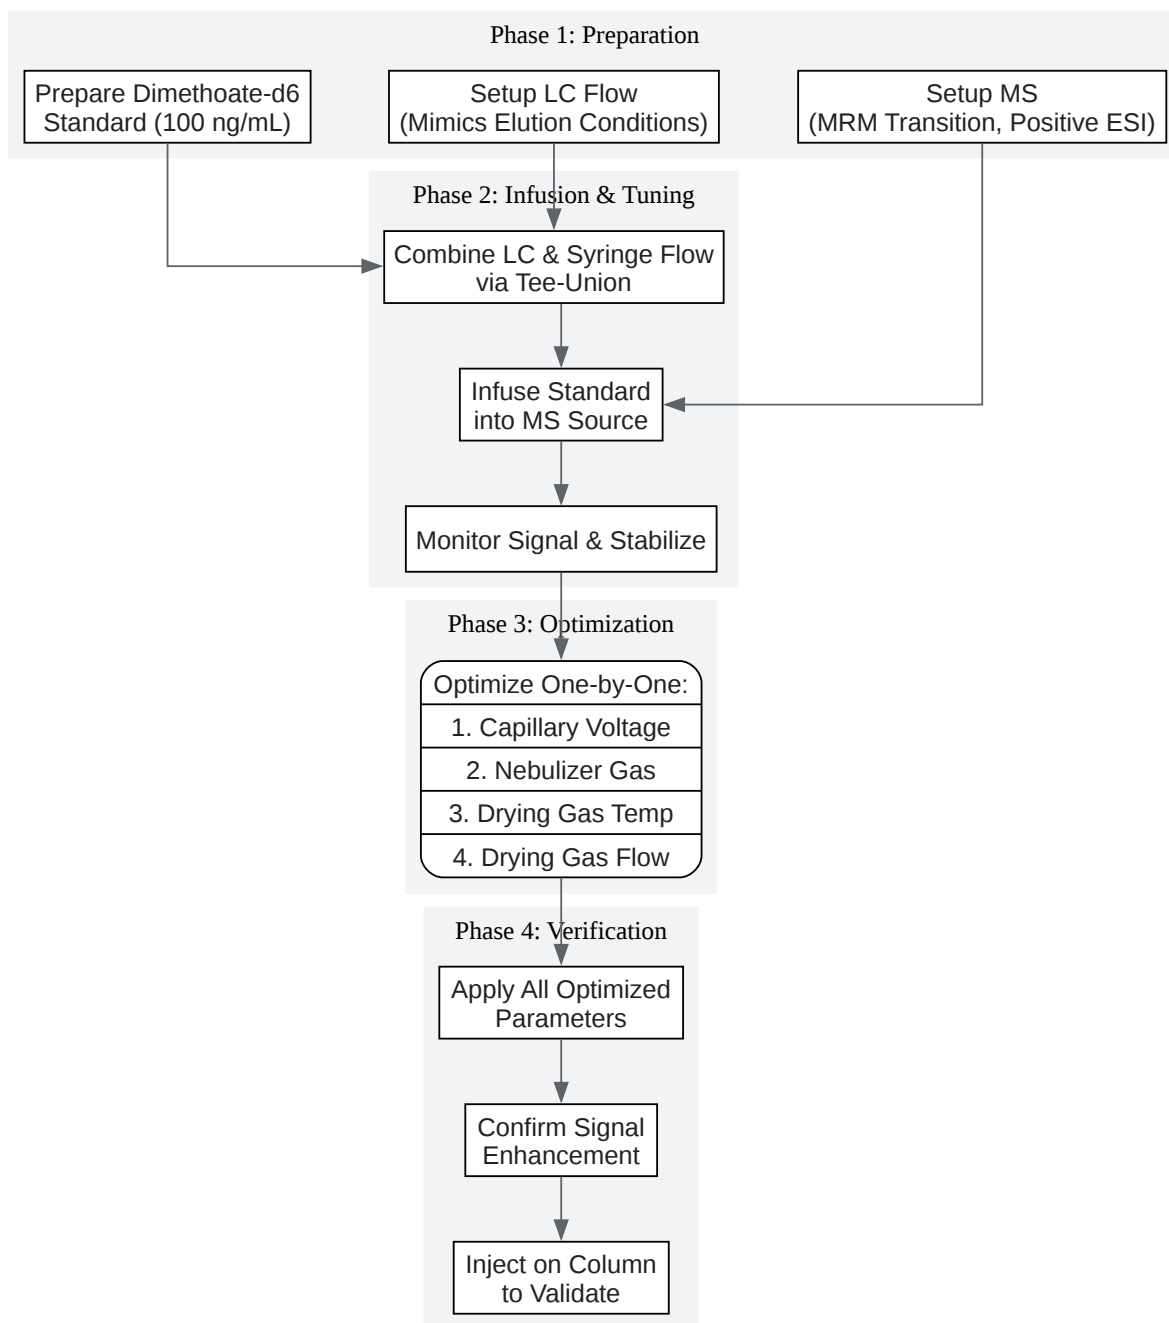 Phase 1: Preparation
Prepare Dimethoate-d6
Standard (100 ng/mL)
Setup LC Flow
(Mimics Elution Conditions)
Setup MS
(MRM Transition, Positive ESI)
Phase 2: Infusion & Tuning
Combine LC & Syringe Flow
via Tee-Union
Infuse Standard
into MS Source
Monitor Signal & Stabilize
Phase 3: Optimization
Optimize One-by-One:
1. Capillary Voltage
2. Nebulizer Gas
3. Drying Gas Temp
4. Drying Gas Flow
Phase 4: Verification
Apply All Optimized
Parameters
Confirm Signal
Enhancement
Inject on Column
to Validate